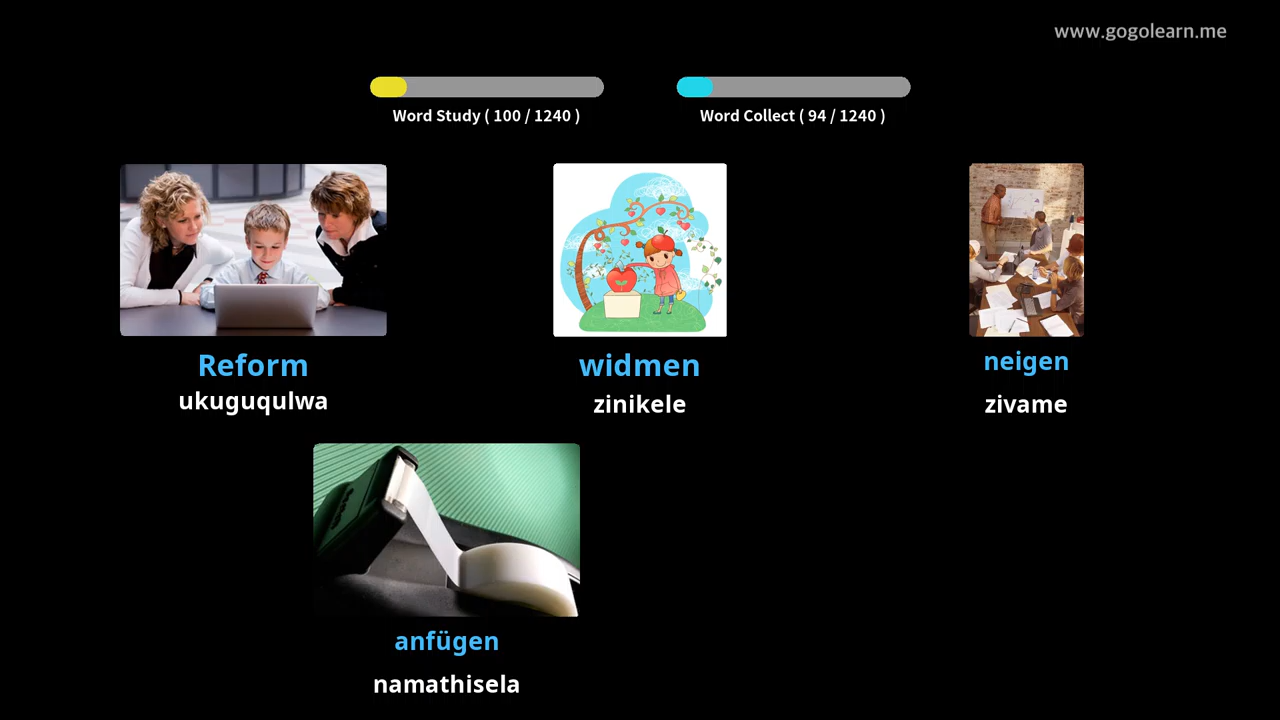 www.gogolearn.me
Word Study ( 100 / 1240 )
Word Collect ( 94 / 1240 )
Reform
ukuguqulwa
widmen
zinikele
neigen
zivame
anfügen
namathisela